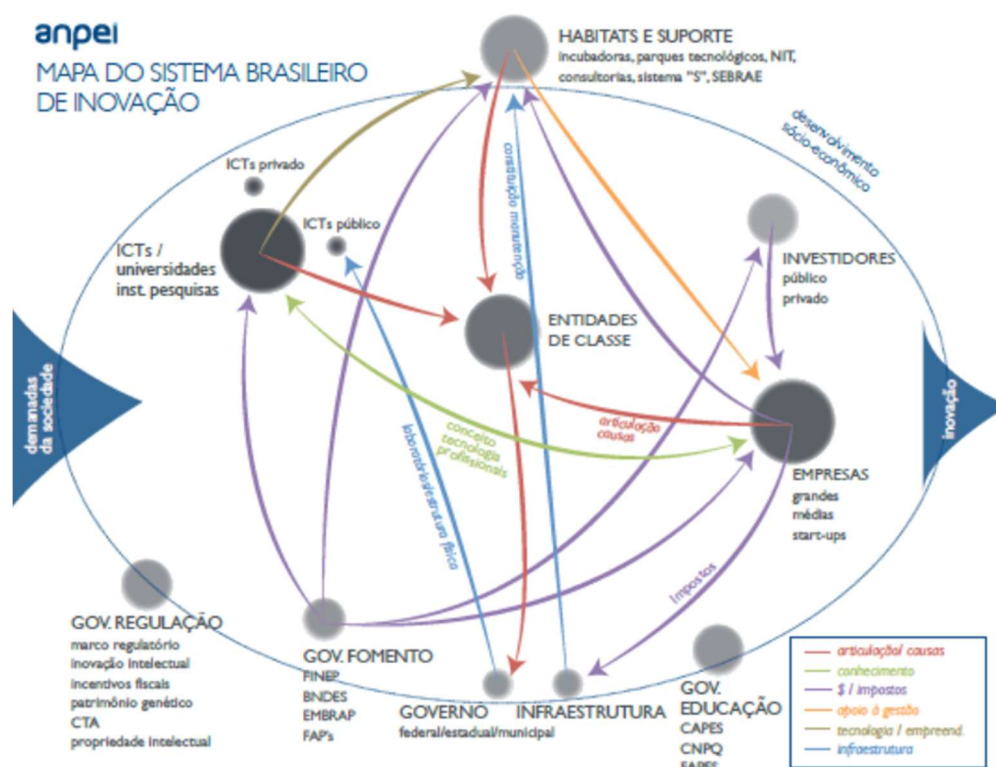 anpei
MAPA DO SISTEMA BRASILEIRO
DE INOVAÇÃO
HABITATS E SUPORTE
incubadoras, parques tecnológicos, NIT,
consultorias, sistema "S", SEBRAE
desenvolvimento
sócio-econômico
ICTs privado
ICTs público
ICTs /
universidades
inst. pesquisas
constituição manutenção
INVESTIDORES
público
privado
ENTIDADES
DE CLASSE
demanadas
da sociedade
inovação
articulação
causas
conceito
tecnologia
profissionais
laboratórios/estrutura física
EMPRESAS
grandes
médias
start-ups
Impostos
GOV. REGULAÇÃO
marco regulatório
inovação intelectual
incentivos fiscais
patrimônio genético
CTA
propriedade intelectual
GOV. FOMENTO
FINEP
BNDES
EMBRAP
FAP's
GOVERNO
INFRAESTRUTURA
federal/estadual/municipal
GOV.
EDUCAÇÃO
CAPES
CNPQ
articulação/ causas
conhecimento
$ / impostos
apoio à gestão
tecnologia / empreend.
infraestrutura